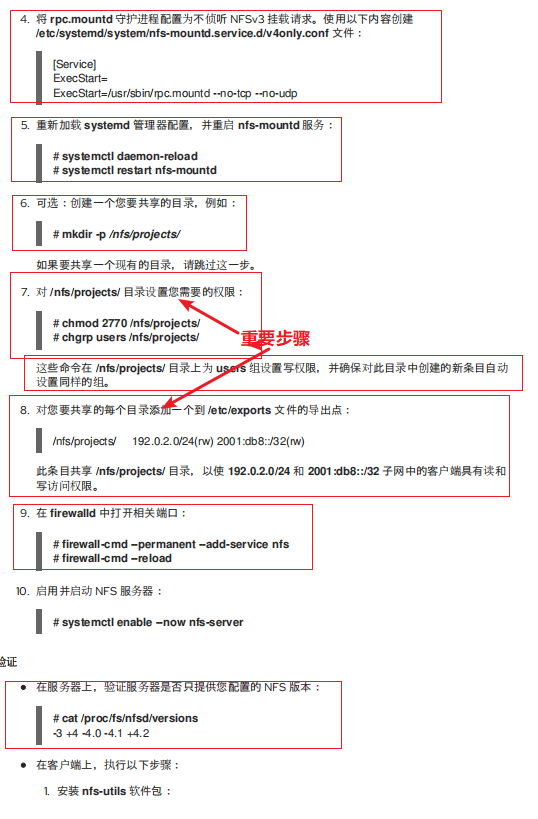 4. 将 rpc.mountd 守护进程配置为不侦听 NFSv3 挂载请求。使用以下内容创建
/etc/systemd/system/nfs-mountd.service.d/v4only.conf 文件：
[Service]
ExecStart=
ExecStart=/usr/sbin/rpc.mountd --no-tcp --no-udp
5. 重新加载 systemd 管理器配置，并重启 nfs-mountd 服务：
# systemctl daemon-reload
# systemctl restart nfs-mountd
6. 可选：创建一个您要共享的目录，例如：
# mkdir -p /nfs/projects/
如果要共享一个现有的目录，请跳过这一步。
7. 对 /nfs/projects/ 目录设置您需要的权限：
# chmod 2770 /nfs/projects/
# chgrp users /nfs/projects/
重要步骤
这些命令在 /nfs/projects/ 目录上为 users 组设置写权限，并确保对此目录中创建的新条目自动
设置同样的组。
8. 对您要共享的每个目录添加一个到 /etc/exports 文件的导出点：
/nfs/projects/ 192.0.2.0/24(rw) 2001:db8::/32(rw)
此条目共享 /nfs/projects/ 目录，以使 192.0.2.0/24 和 2001:db8::/32 子网中的客户端具有读和
写访问权限。
9. 在 firewalld 中打开相关端口：
# firewall-cmd --permanent --add-service nfs
# firewall-cmd --reload
10. 启用并启动 NFS 服务器：
# systemctl enable --now nfs-server
验证
● 在服务器上，验证服务器是否只提供您配置的 NFS 版本：
# cat /proc/fs/nfsd/versions
-3 +4 -4.0 -4.1 +4.2
● 在客户端上，执行以下步骤：
1. 安装 nfs-utils 软件包：